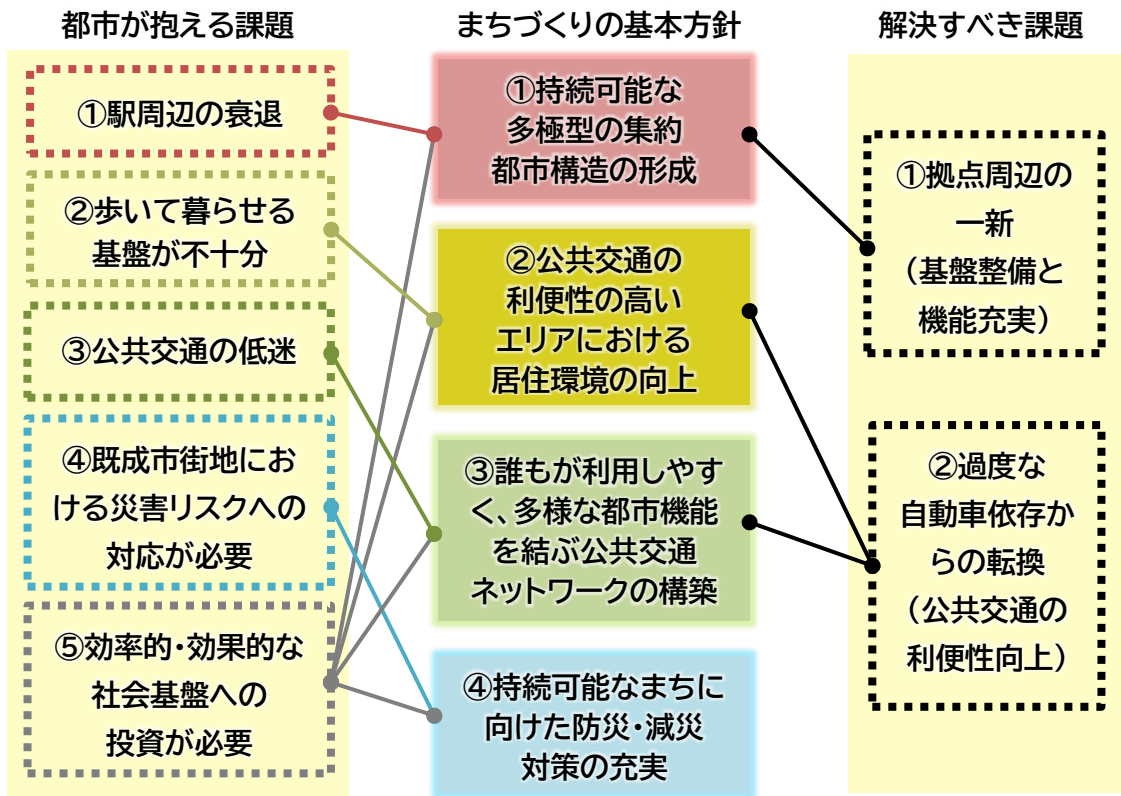 都市が抱える課題
①駅周辺の衰退
②歩いて暮らせる
基盤が不十分
③公共交通の低迷
④既成市街地にお
ける災害リスクへの
対応が必要
⑤効率的・効果的な
社会基盤への
投資が必要
まちづくりの基本方針
①持続可能な
多極型の集約
都市構造の形成
②公共交通の
利便性の高い
エリアにおける
居住環境の向上
③誰もが利用しやす
く、多様な都市機能
を結ぶ公共交通
ネットワークの構築
④持続可能なまちに
向けた防災・減災
対策の充実
解決すべき課題
①拠点周辺の
一新
（基盤整備と
機能充実）
②過度な
自動車依存か
らの転換
（公共交通の
利便性向上）